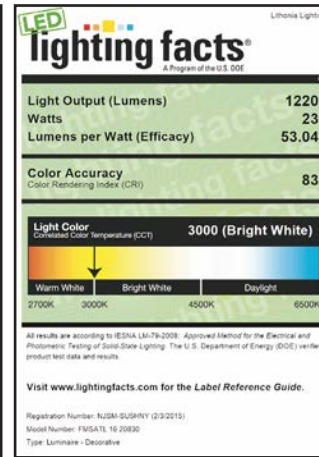 LED
Lithonia Lighti
lighting facts®
A Program of the U.S. DOE
Light Output (Lumens) 1220
Watts 23
Lumens per Watt (Efficacy) 53.04
Color Accuracy 83
Color Rendering Index (CRI)
Light Color 3000 (Bright White)
Correlated Color Temperature (CCT)
Warm White Bright White Daylight
2700K 3000K 4500K 6500K
All results are according to IESNA LM-79-2008: Approved Method for the Electrical and
Photometric Testing of Solid-State Lighting. The U.S. Department of Energy (DOE) verifies
product test data and results.
Visit www.lightingfacts.com for the Label Reference Guide.
Registration Number: NJSM-SUSHNY (2/3/2015)
Model Number: FMSATL 16 20830
Type: Luminaire - Decorative